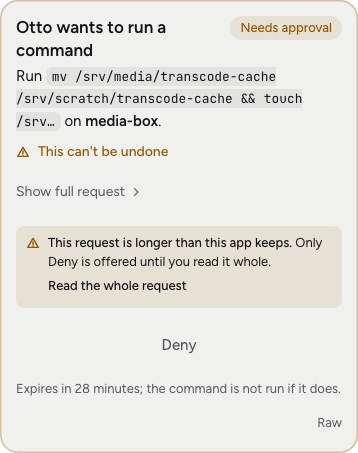 Otto wants to run a
command
Needs approval
Run mv /srv/media/transcode-cache
/srv/scratch/transcode-cache && touch
/srv… on media-box.
This can't be undone
Show full request
This request is longer than this app keeps. Only
Deny is offered until you read it whole.
Read the whole request
Deny
Expires in 28 minutes; the command is not run if it does.
Raw